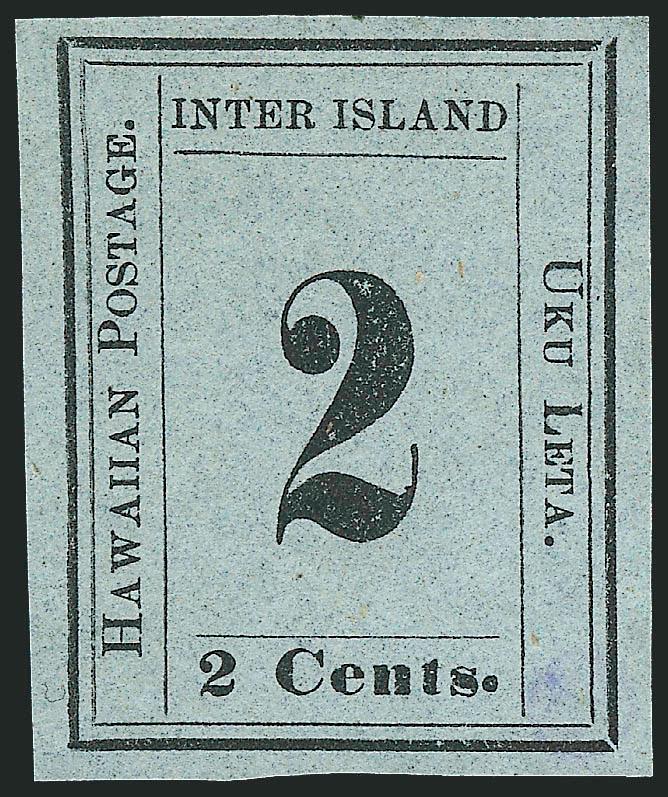 INTER ISLAND
HAWAIIAN POSTAGE.
2
UKU LETA.
2 Cents.